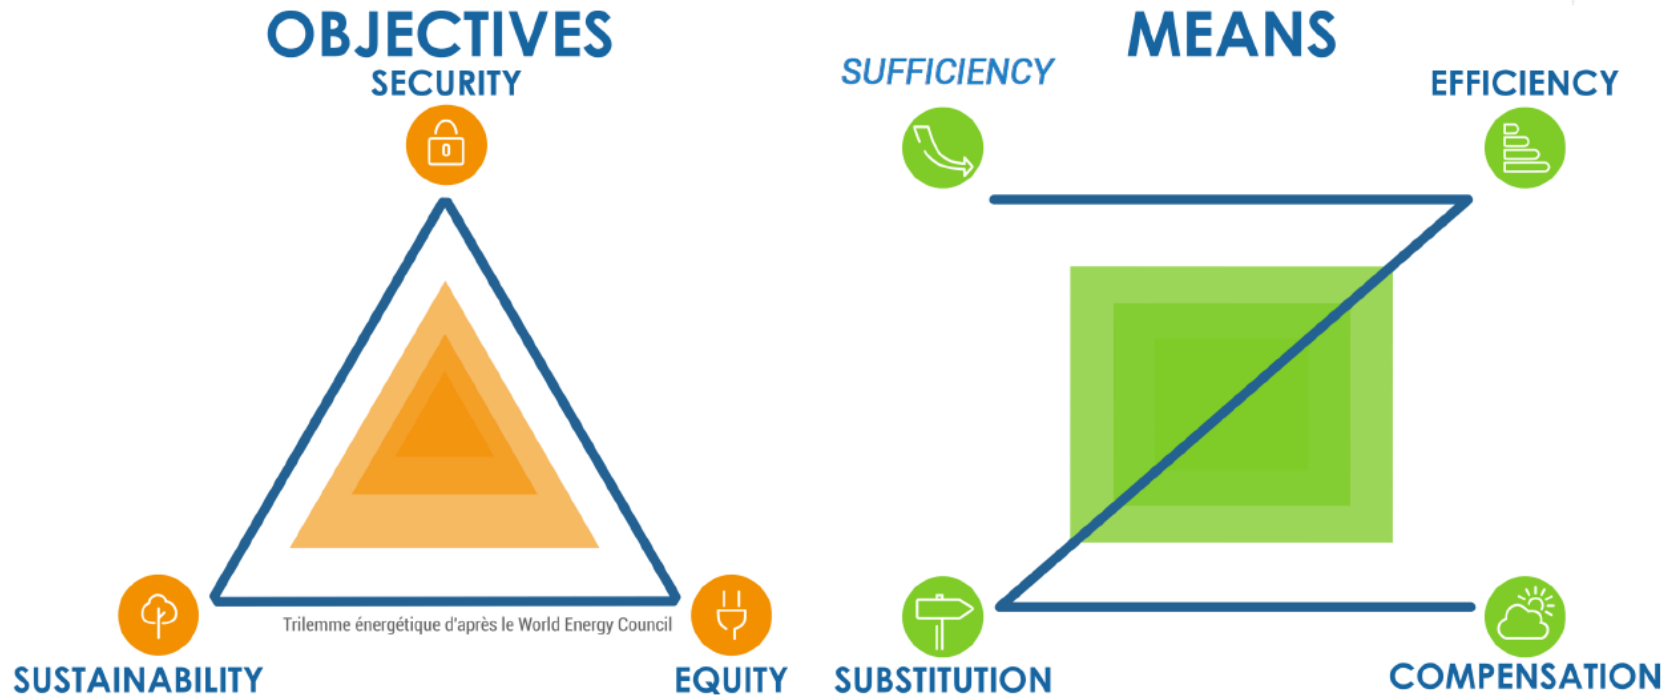 OBJECTIVES
SECURITY
SUSTAINABILITY
EQUITY
Trilemme énergétique d'après le World Energy Council
MEANS
SUFFICIENCY
EFFICIENCY
SUBSTITUTION
COMPENSATION